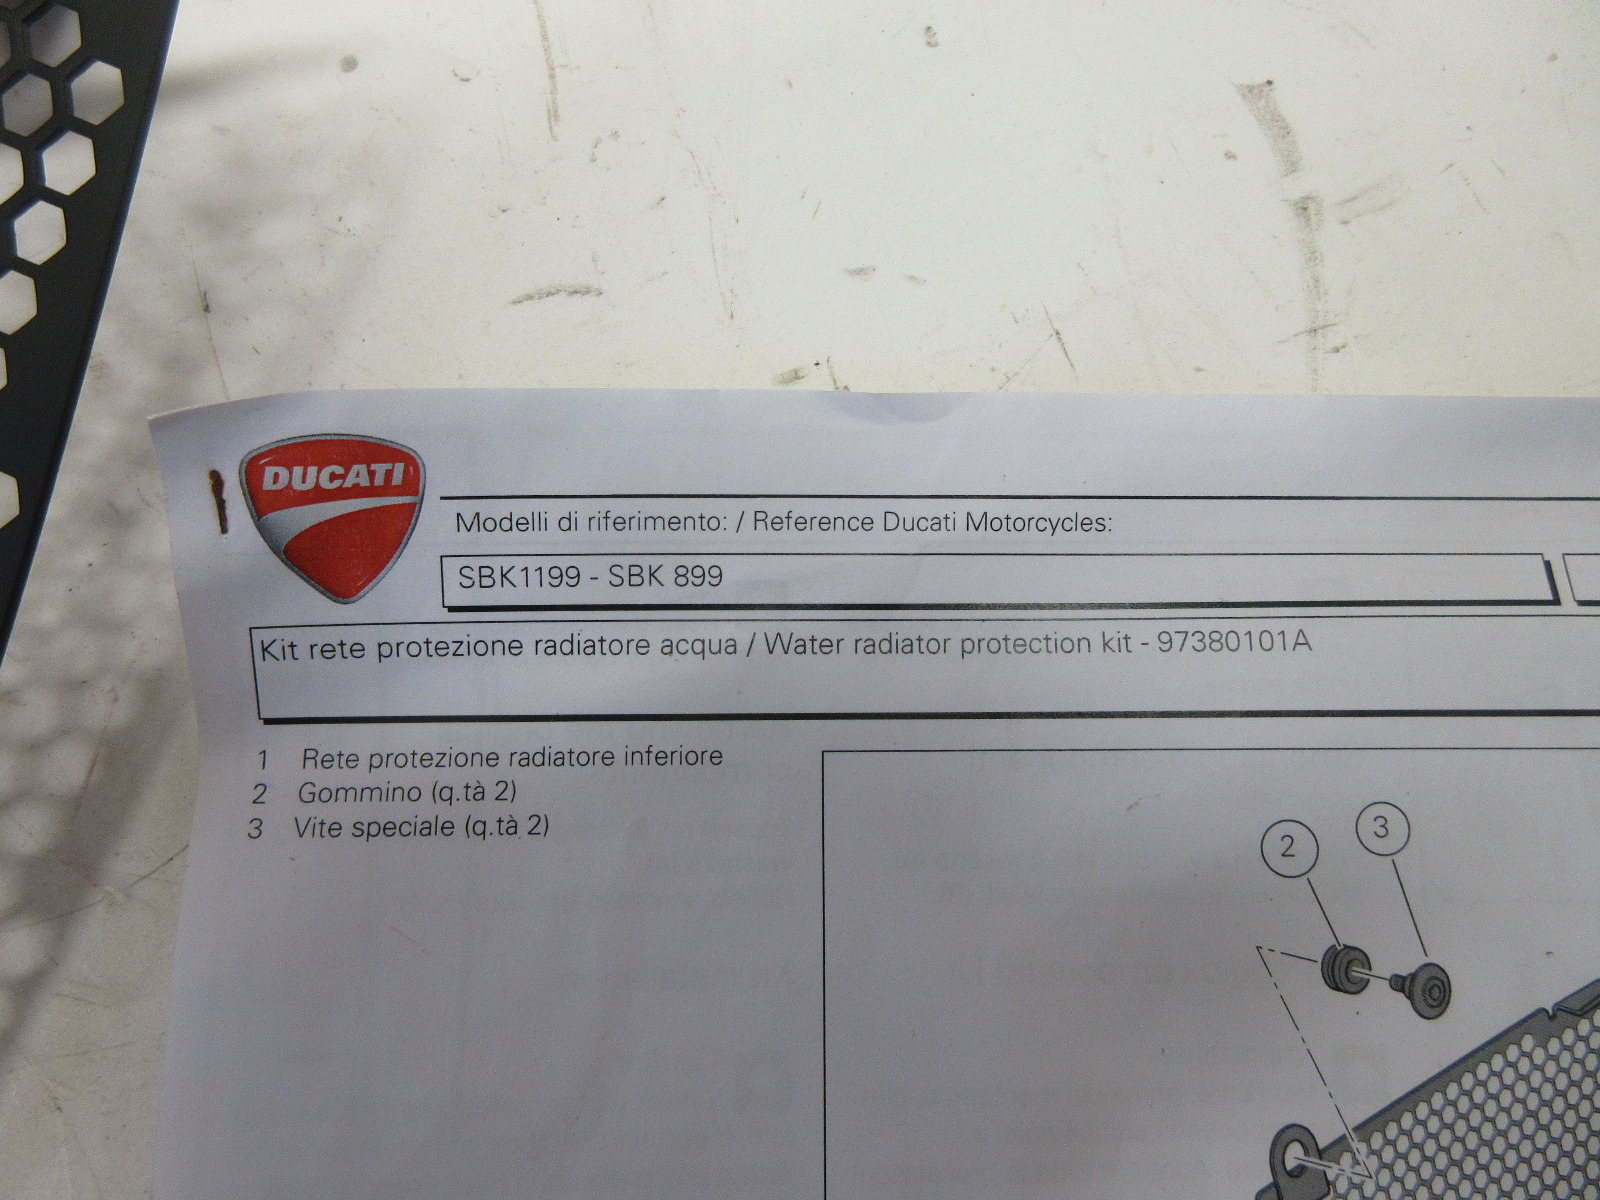 DUCATI
Modelli di riferimento: / Reference Ducati Motorcycles:
SBK1199 - SBK 899
Kit rete protezione radiatore acqua / Water radiator protection kit - 97380101A
1 Rete protezione radiatore inferiore
2 Gommino (q.tà 2)
3 Vite speciale (q.tà 2)
2
3